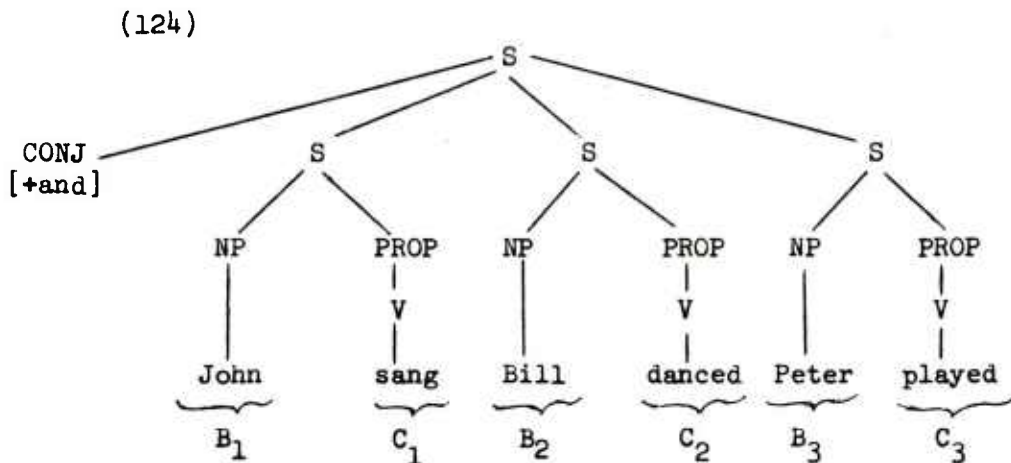 (124)
S
CONJ S S S
[+and]
NP PROP NP PROP NP PROP
V V V
John sang Bill danced Peter played
B₁ C₁ B₂ C₂ B₃ C₃